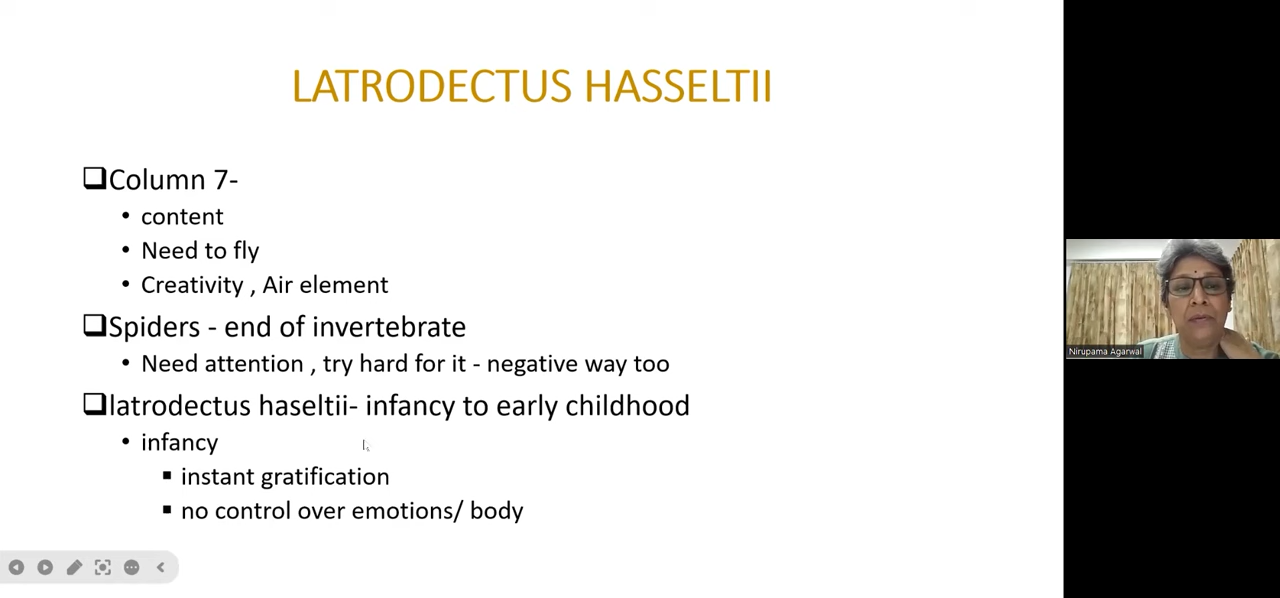 LATRODECTUS HASSELTII
Column 7-
content
Need to fly
Creativity , Air element
Spiders - end of invertebrate
Need attention , try hard for it - negative way too
latrodectus haseltii- infancy to early childhood
infancy
instant gratification
no control over emotions/ body
Nirupama Agarwal